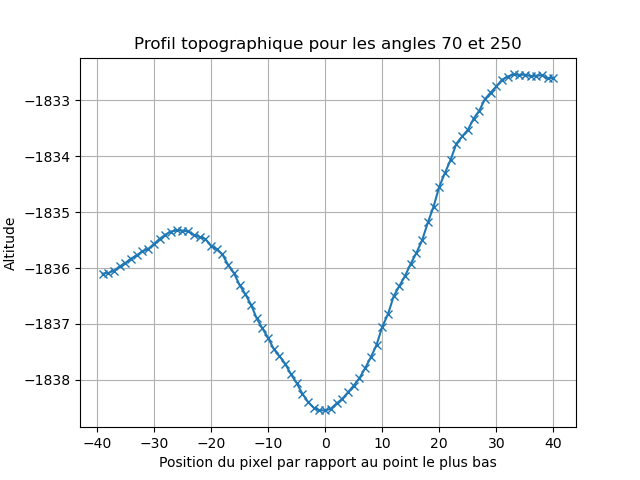 Profil topographique pour les angles 70 et 250
Altitude
−1833
−1834
−1835
−1836
−1837
−1838
−40 −30 −20 −10 0 10 20 30 40
Position du pixel par rapport au point le plus bas